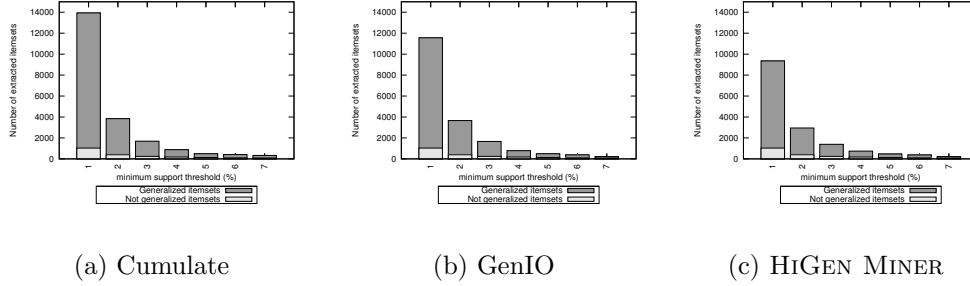 Number of extracted itemsets
14000
12000
10000
8000
6000
4000
2000
0
1 2 3 4 5 6 7
minimum support threshold (%)
Generalized itemsets
Not generalized itemsets
(a) Cumulate
Number of extracted itemsets
14000
12000
10000
8000
6000
4000
2000
0
1 2 3 4 5 6 7
minimum support threshold (%)
Generalized itemsets
Not generalized itemsets
(b) GenIO
Number of extracted itemsets
14000
12000
10000
8000
6000
4000
2000
0
1 2 3 4 5 6 7
minimum support threshold (%)
Generalized itemsets
Not generalized itemsets
(c) HIGEN MINER